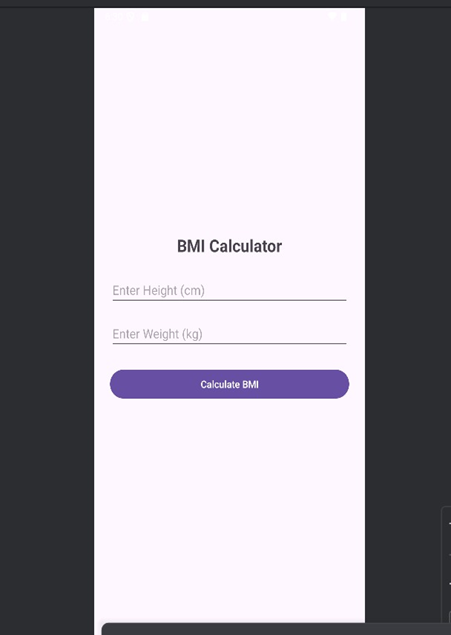 BMI Calculator
Enter Height (cm)
Enter Weight (kg)
Calculate BMI